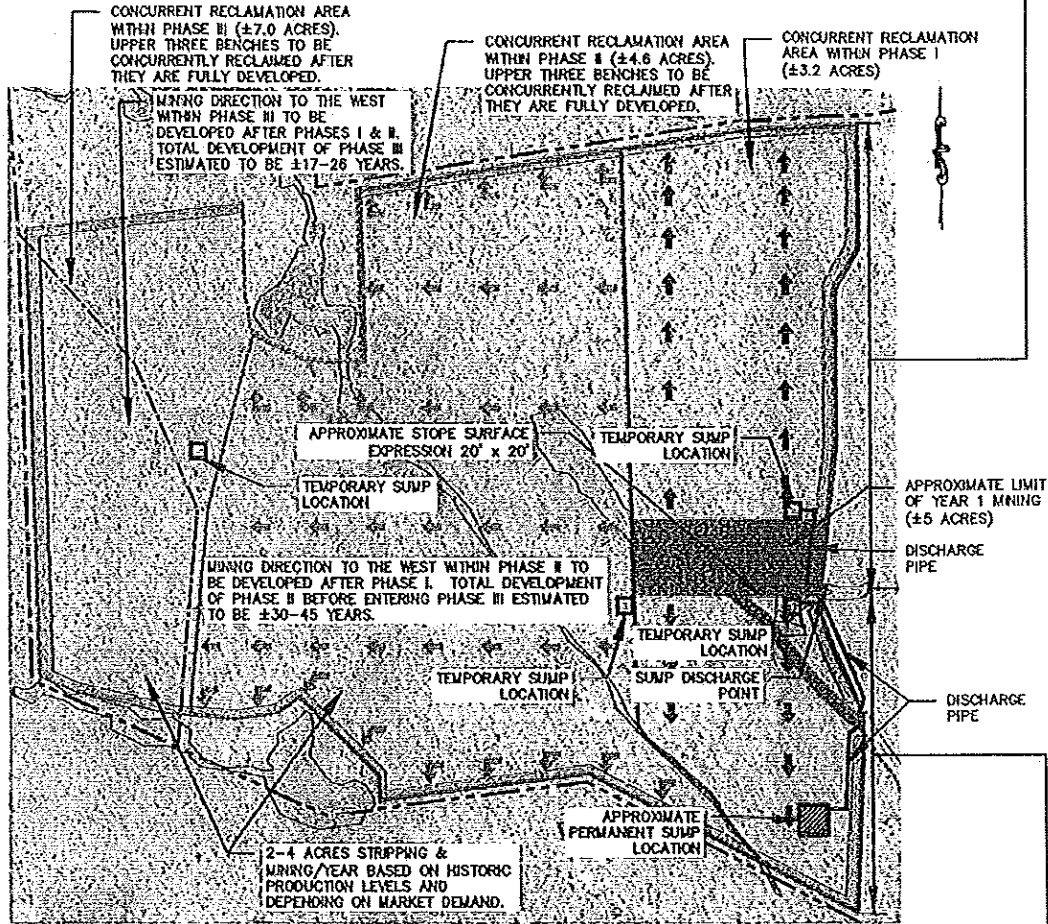 CONCURRENT RECLAMATION AREA
WITHIN PHASE III (±7.0 ACRES).
UPPER THREE BENCHES TO BE
CONCURRENTLY RECLAIMED AFTER
THEY ARE FULLY DEVELOPED.
MINING DIRECTION TO THE WEST
WITHIN PHASE III TO BE
DEVELOPED AFTER PHASES I & II.
TOTAL DEVELOPMENT OF PHASE III
ESTIMATED TO BE ±17-26 YEARS.
CONCURRENT RECLAMATION AREA
WITHIN PHASE II (±4.6 ACRES).
UPPER THREE BENCHES TO BE
CONCURRENTLY RECLAIMED AFTER
THEY ARE FULLY DEVELOPED.
CONCURRENT RECLAMATION
AREA WITHIN PHASE I
(±3.2 ACRES)
APPROXIMATE STOPE SURFACE
EXPRESSION 20' x 20'
TEMPORARY SUMP
LOCATION
TEMPORARY SUMP
LOCATION
APPROXIMATE LIMIT
OF YEAR 1 MINING
(±5 ACRES)
DISCHARGE
PIPE
MINING DIRECTION TO THE WEST WITHIN PHASE II TO
BE DEVELOPED AFTER PHASE I. TOTAL DEVELOPMENT
OF PHASE II BEFORE ENTERING PHASE III ESTIMATED
TO BE ±30-45 YEARS.
TEMPORARY SUMP
LOCATION
TEMPORARY SUMP
LOCATION
SUMP DISCHARGE
POINT
DISCHARGE
PIPE
APPROXIMATE
PERMANENT SUMP
LOCATION
2-4 ACRES STRIPPING &
MINING/YEAR BASED ON HISTORIC
PRODUCTION LEVELS AND
DEPENDING ON MARKET DEMAND.